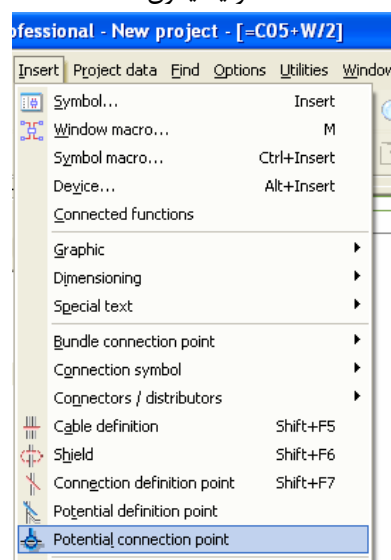 ofessional - New project - [=C05+W/2]
Insert Project data Find Options Utilities Window
Symbol... Insert
Window macro... M
Symbol macro... Ctrl+Insert
Device... Alt+Insert
Connected functions
Graphic
Dimensioning
Special text
Bundle connection point
Connection symbol
Connectors / distributors
Cable definition Shift+F5
Shield Shift+F6
Connection definition point Shift+F7
Potential definition point
Potential connection point